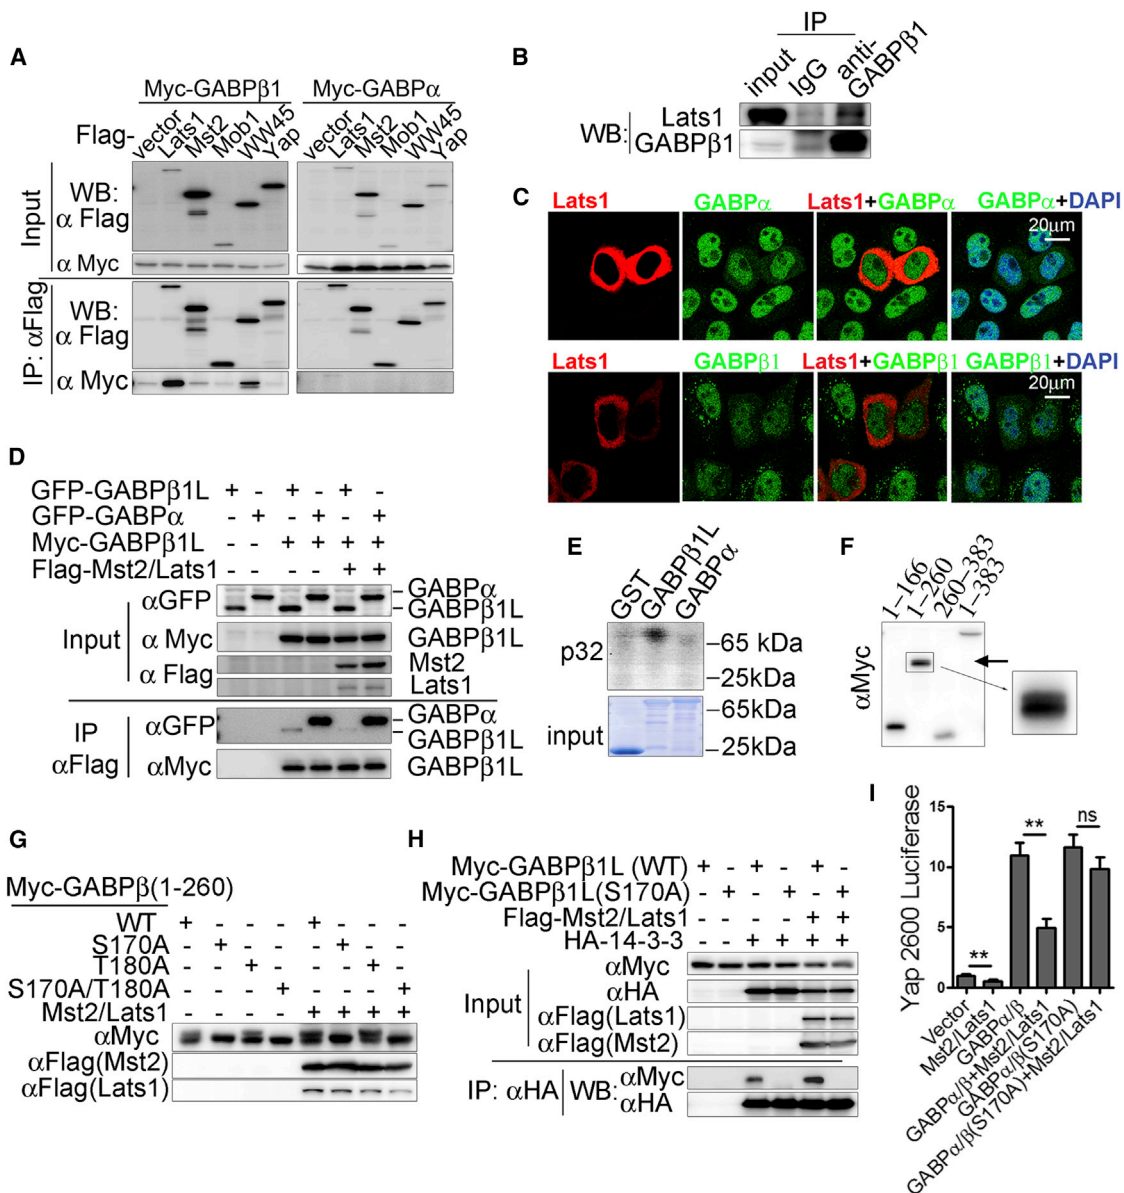 A
Myc-GABPβ1
Myc-GABPα
Flag-
vector
Lats1
Mst2
Mob1
WW45
Yap
vector
Lats1
Mst2
Mob1
WW45
Yap
Input
WB:
α Flag
α Myc
IP: αFlag
WB:
α Flag
α Myc
B
IP
input
IgG
anti-
GABPβ1
WB:
Lats1
GABPβ1
C
Lats1
GABPα
Lats1+GABPα
GABPα+DAPI
20μm
Lats1
GABPβ1
Lats1+GABPβ1
GABPβ1+DAPI
20μm
D
GFP-GABPβ1L + - + - + -
GFP-GABPα - + - + - +
Myc-GABPβ1L - - + + + +
Flag-Mst2/Lats1 - - - - + +
Input
αGFP
GABPα
GABPβ1L
α Myc
GABPβ1L
α Flag
Mst2
Lats1
IP
αFlag
αGFP
GABPα
GABPβ1L
αMyc
GABPβ1L
E
GST
GABPβ1L
GABPα
p32
65 kDa
25kDa
input
65kDa
25kDa
F
1–166
1–260
260–383
1–383
αMyc
G
Myc-GABPβ(1-260)
WT + - - - + - - -
S170A - + - - - + - -
T180A - - + - - - + -
S170A/T180A - - - + - - - +
Mst2/Lats1 - - - - + + + +
αMyc
αFlag(Mst2)
αFlag(Lats1)
H
Myc-GABPβ1L (WT) + - + - + -
Myc-GABPβ1L(S170A) - + - + - +
Flag-Mst2/Lats1 - - - - + +
HA-14-3-3 - - + + + +
Input
αMyc
αHA
αFlag(Lats1)
αFlag(Mst2)
IP: αHA
WB:
αMyc
αHA
I
Yap 2600 Luciferase
15
10
5
0
**
**
ns
Vector
Mst2/Lats1
GABPα/β
GABPα/β+Mst2/Lats1
GABPα/β(S170A)
GABPα/β(S170A)+Mst2/Lats1